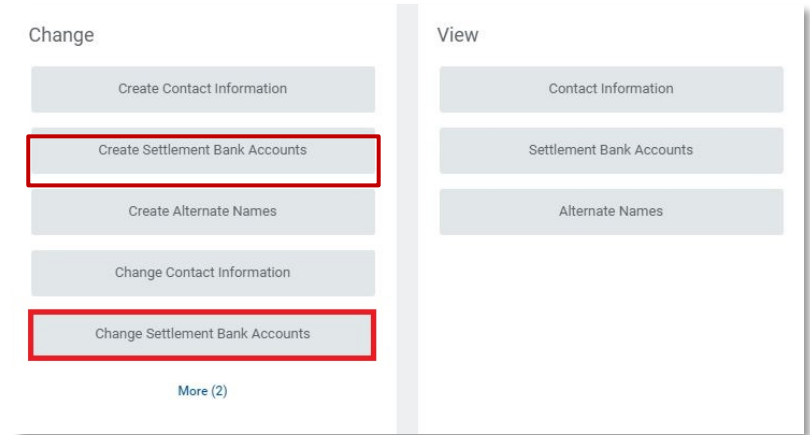 Change
Create Contact Information
Create Settlement Bank Accounts
Create Alternate Names
Change Contact Information
Change Settlement Bank Accounts
More (2)
View
Contact Information
Settlement Bank Accounts
Alternate Names